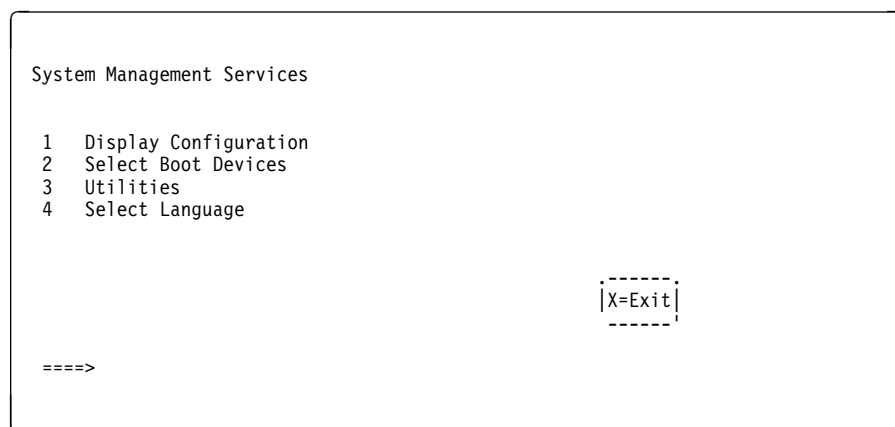 System Management Services
1 Display Configuration
2 Select Boot Devices
3 Utilities
4 Select Language
.------.
|X=Exit|
------'
====>